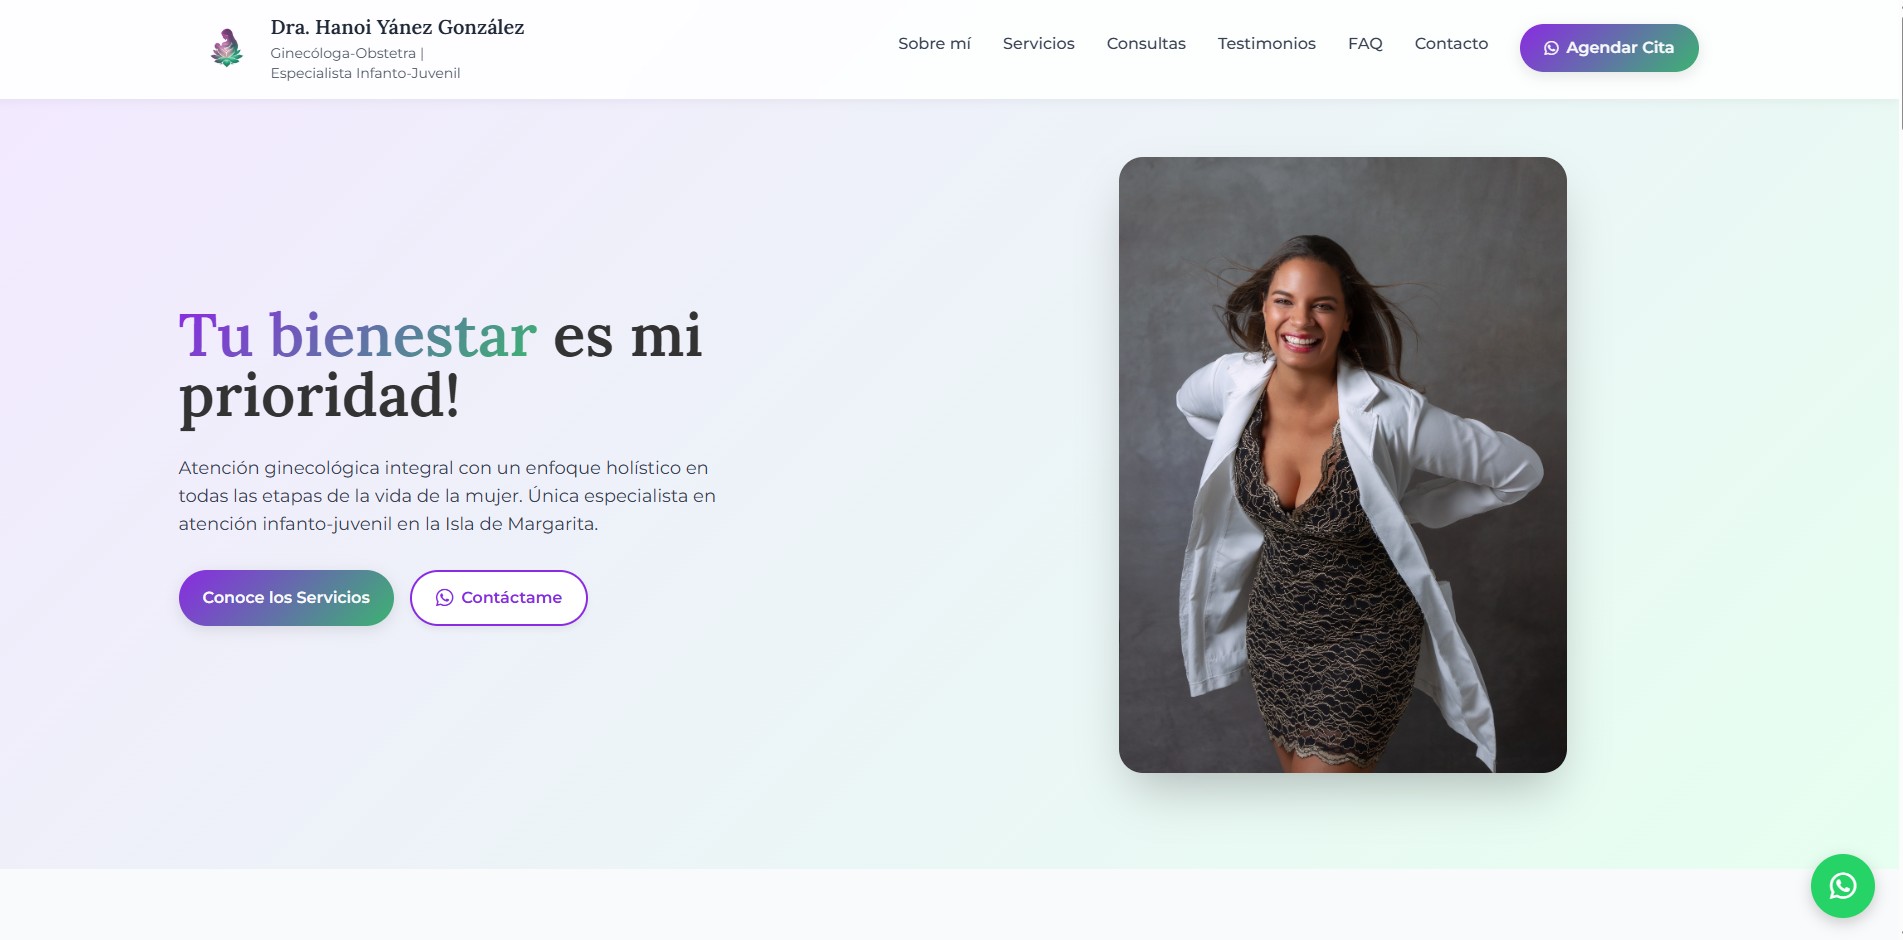 Dra. Hanoi Yánez González
Ginecóloga-Obstetra |
Especialista Infanto-Juvenil
Sobre mí
Servicios
Consultas
Testimonios
FAQ
Contacto
Agendar Cita
Tu bienestar es mi
prioridad!
Atención ginecológica integral con un enfoque holístico en
todas las etapas de la vida de la mujer. Única especialista en
atención infanto-juvenil en la Isla de Margarita.
Conoce los Servicios
Contáctame